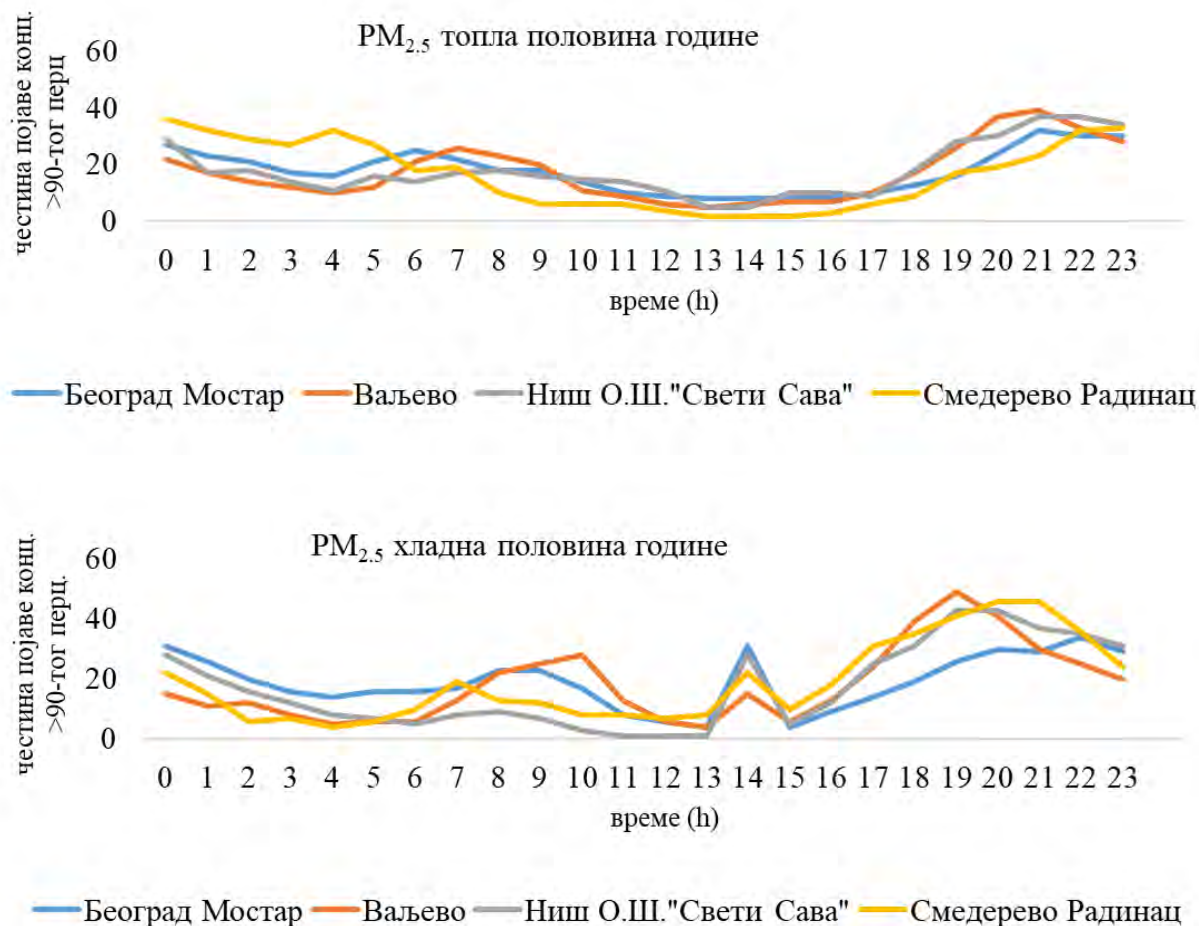 PM2.5 топла половина године
честина појаве конц.
>90-тог перц
60
40
20
0
0 1 2 3 4 5 6 7 8 9 10 11 12 13 14 15 16 17 18 19 20 21 22 23
време (h)
Београд Мостар Ваљево Ниш О.Ш."Свети Сава" Смедерево Радинац
PM2.5 хладна половина године
честина појаве конц.
>90-тог перц.
60
40
20
0
0 1 2 3 4 5 6 7 8 9 10 11 12 13 14 15 16 17 18 19 20 21 22 23
време (h)
Београд Мостар Ваљево Ниш О.Ш."Свети Сава" Смедерево Радинац